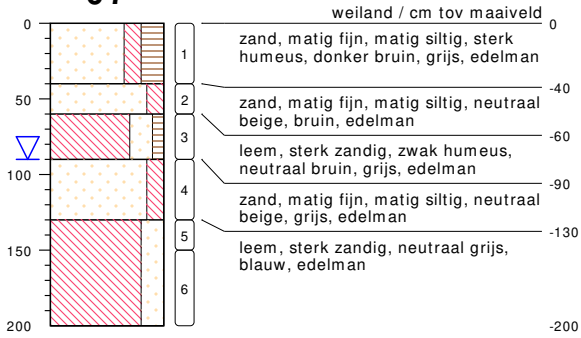 weiland / cm tov maaiveld
0
0
zand, matig fijn, matig siltig, sterk
humeus, donker bruin, grijs, edelman
1
-40
2
zand, matig fijn, matig siltig, neutraal
beige, bruin, edelman
50
-60
3
leem, sterk zandig, zwak humeus,
neutraal bruin, grijs, edelman
-90
100
4
zand, matig fijn, matig siltig, neutraal
beige, grijs, edelman
-130
5
leem, sterk zandig, neutraal grijs,
blauw, edelman
150
6
200
-200